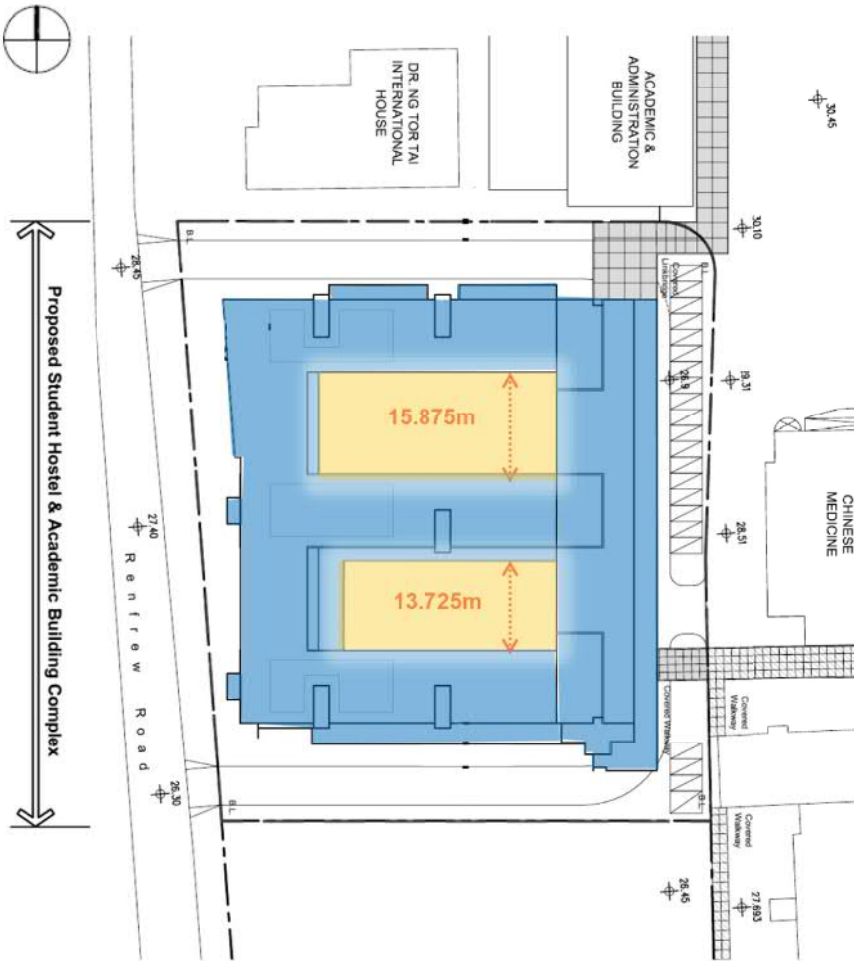 30.45
ACADEMIC &
ADMINISTRATION
BUILDING
DR. NG TOR TAI
INTERNATIONAL
HOUSE
30.10
B.L.
B.L.
Covered
Linkbridge
28.45
26.9
19.31
15.875m
CHINESE
MEDICINE
28.51
27.40
Proposed Student Hostel & Academic Building Complex
Renfrew Road
13.725m
Covered Walkway
Covered
Walkway
26.30
B.L.
B.L.
Covered
Walkway
26.45
27.693